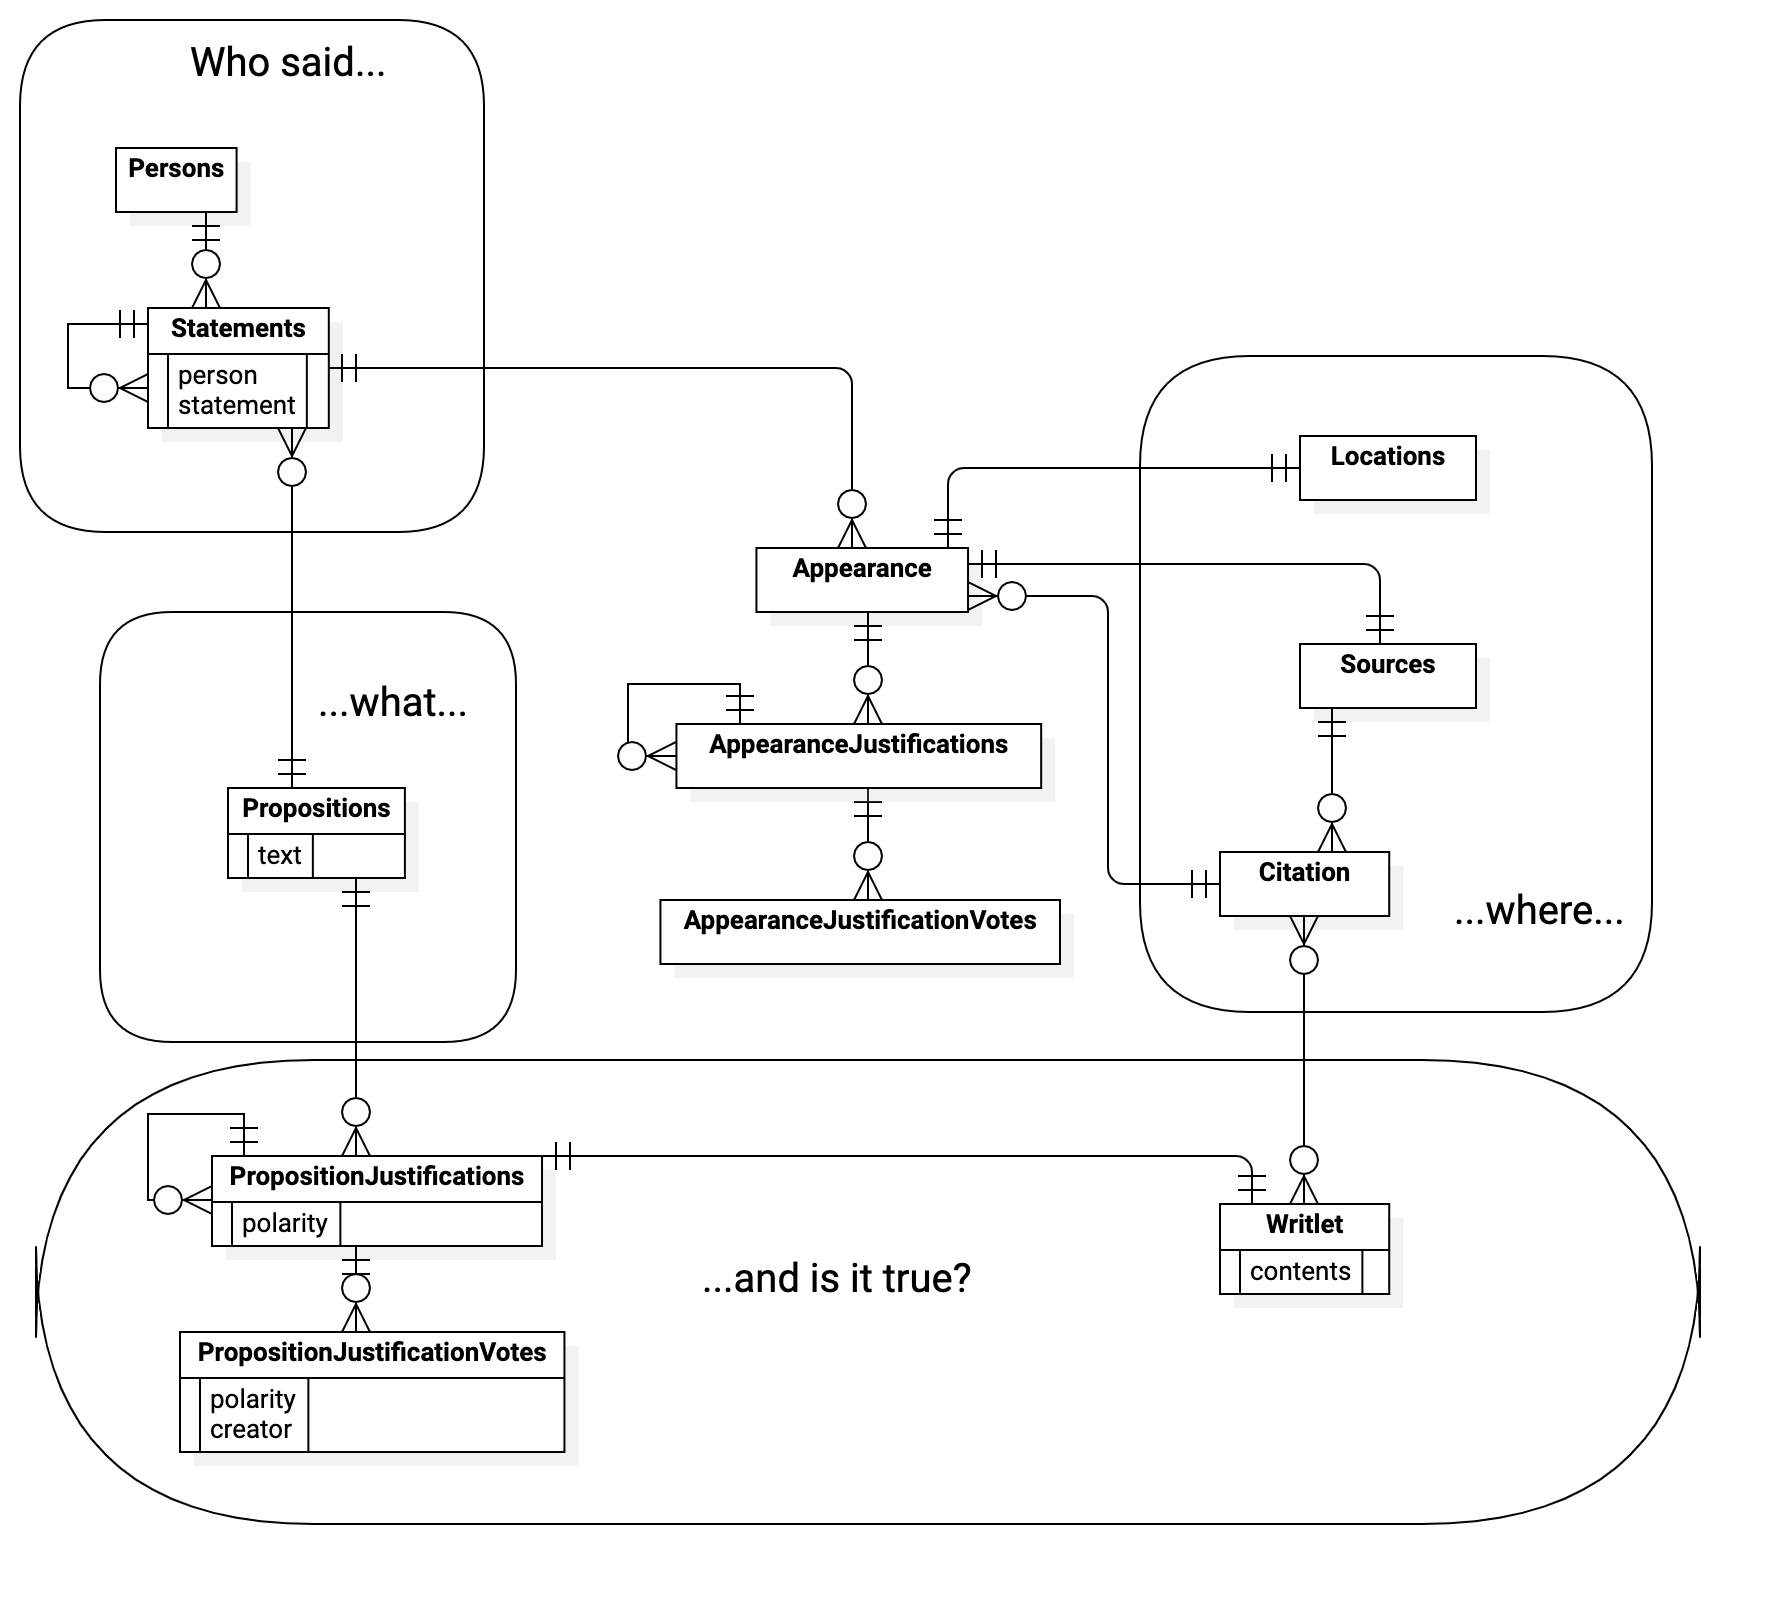 Who said...
Persons
Statements
person
statement
Locations
Appearance
Sources
...what...
AppearanceJustifications
Propositions
text
Citation
...where...
AppearanceJustificationVotes
PropositionJustifications
polarity
Writlet
contents
...and is it true?
PropositionJustificationVotes
polarity
creator